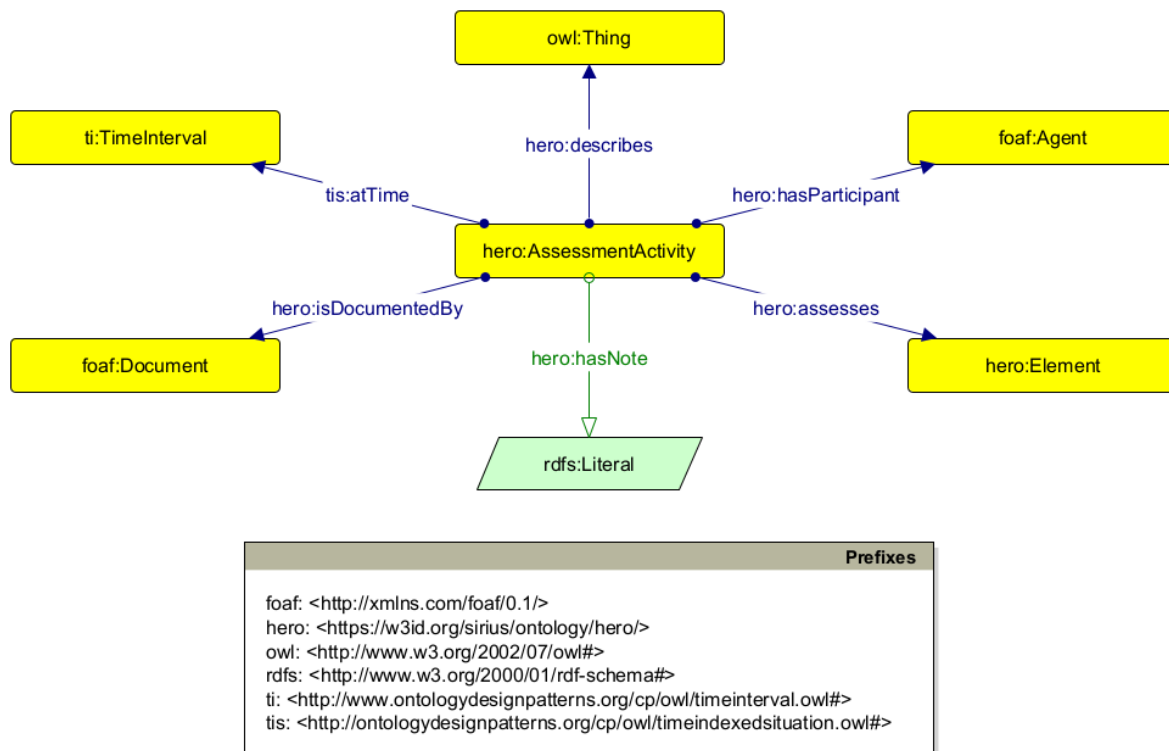 owl:Thing
ti:TimeInterval
foaf:Agent
hero:describes
tis:atTime
hero:hasParticipant
hero:AssessmentActivity
hero:isDocumentedBy
hero:assesses
foaf:Document
hero:hasNote
hero:Element
rdfs:Literal
Prefixes
foaf: <http://xmlns.com/foaf/0.1/>
hero: <https://w3id.org/sirius/ontology/hero/>
owl: <http://www.w3.org/2002/07/owl#>
rdfs: <http://www.w3.org/2000/01/rdf-schema#>
ti: <http://www.ontologydesignpatterns.org/cp/owl/timeinterval.owl#>
tis: <http://ontologydesignpatterns.org/cp/owl/timeindexedsituation.owl#>